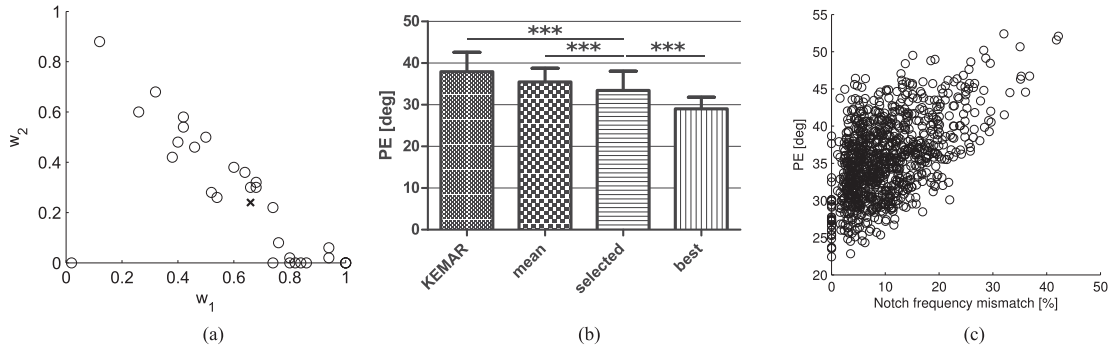 1
0.8
0.6
0.4
0.2
0
w2
0
0.2
0.4
0.6
0.8
1
w1
(a)
50
40
30
20
10
0
PE [deg]
***
*** ***
KEMAR
mean
selected
best
(b)
55
50
45
40
35
30
25
20
PE [deg]
0
10
20
30
40
50
Notch frequency mismatch [%]
(c)